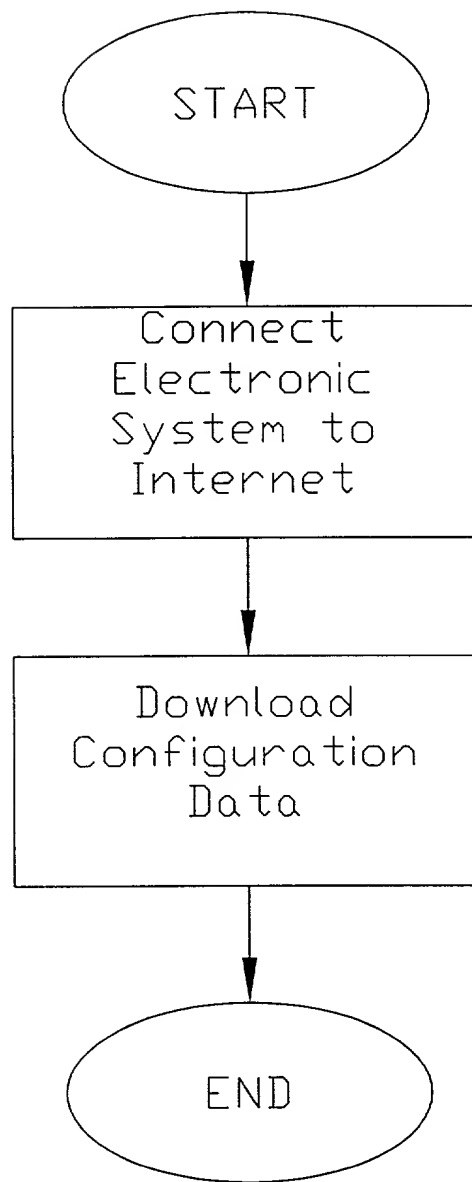 START
Connect
Electronic
System to
Internet
Download
Configuration
Data
END